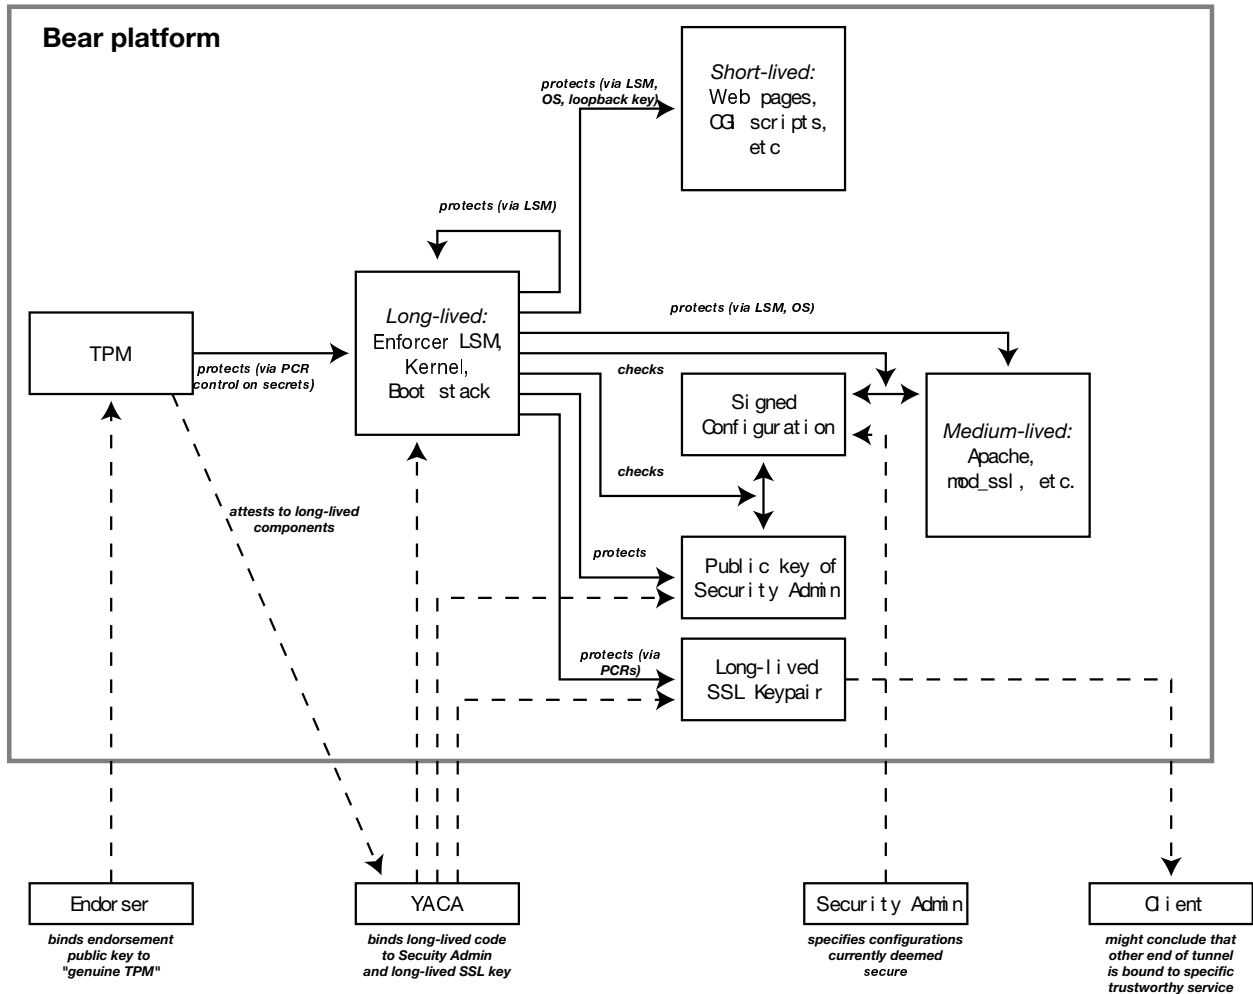 Bear platform
protects (via LSM,
OS, loopback key)
Short-lived:
Web pages,
CGI scripts,
etc
protects (via LSM)
Long-lived:
Enforcer LSM,
Kernel,
Boot stack
protects (via LSM, OS)
TPM
protects (via PCR
control on secrets)
checks
Signed
Configuration
Medium-lived:
Apache,
mod_ssl, etc.
checks
attests to long-lived
components
protects
Public key of
Security Admin
protects (via
PCRs)
Long-lived
SSL Keypair
Endorser
YACA
Security Admin
Client
binds endorsement
public key to
"genuine TPM"
binds long-lived code
to Secuity Admin
and long-lived SSL key
specifies configurations
currently deemed
secure
might conclude that
other end of tunnel
is bound to specific
trustworthy service